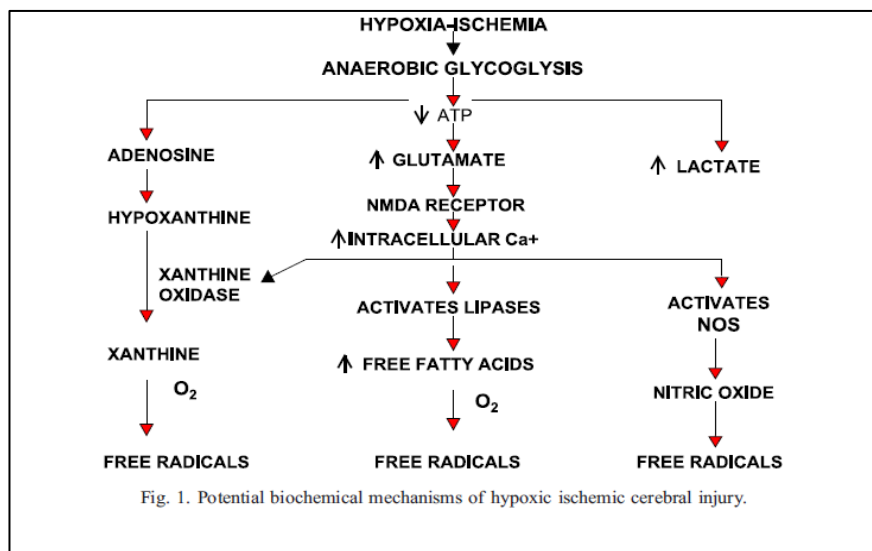 HYPOXIA-ISCHEMIA
ANAEROBIC GLYCOGLYSIS
↓ ATP
ADENOSINE
↑ GLUTAMATE
↑ LACTATE
NMDA RECEPTOR
HYPOXANTHINE
↑INTRACELLULAR Ca+
XANTHINE
OXIDASE
ACTIVATES LIPASES
ACTIVATES
NOS
XANTHINE
↑ FREE FATTY ACIDS
O2
O2
NITRIC OXIDE
FREE RADICALS
FREE RADICALS
FREE RADICALS
Fig. 1. Potential biochemical mechanisms of hypoxic ischemic cerebral injury.